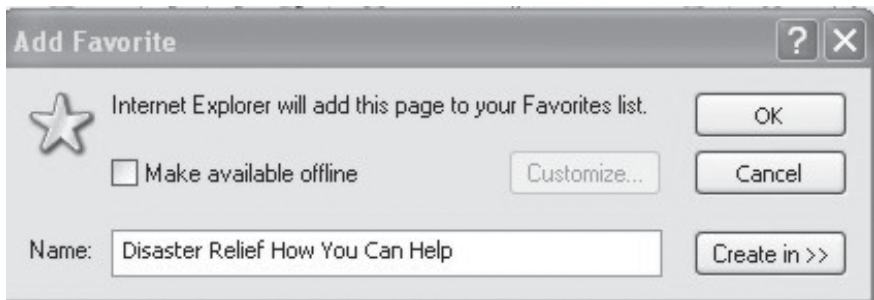 Add Favorite
Internet Explorer will add this page to your Favorites list.
OK
Make available offline
Customize...
Cancel
Name:
Disaster Relief How You Can Help
Create in >>